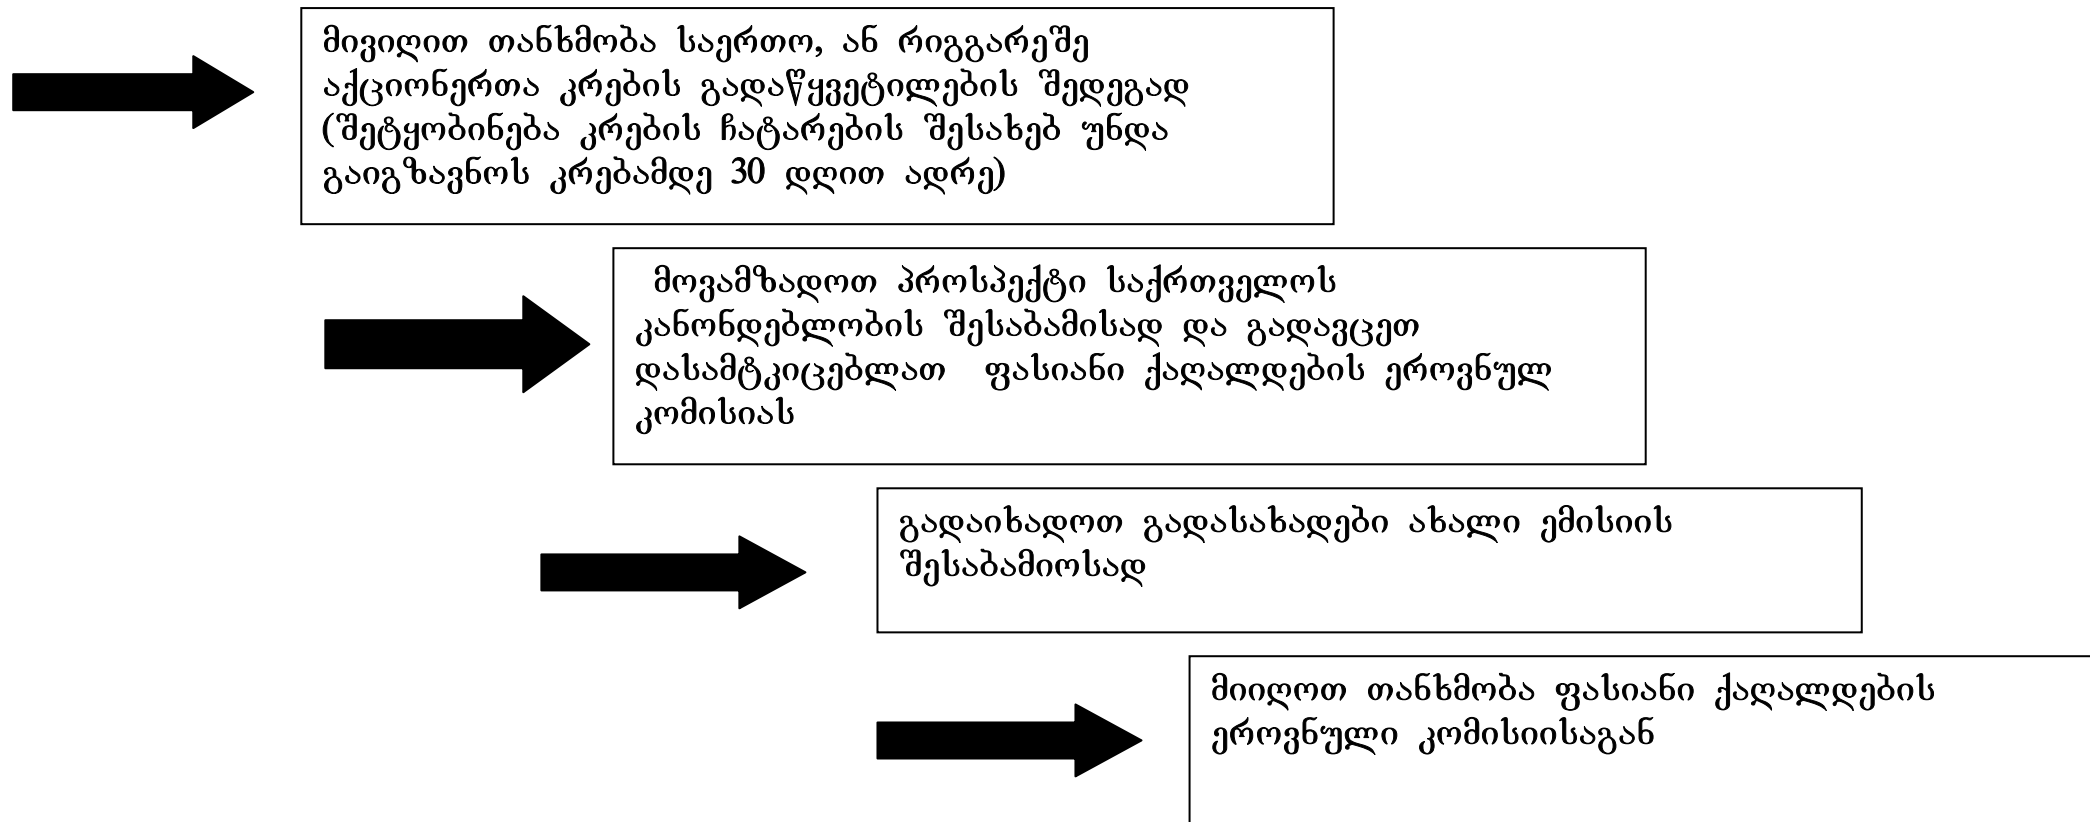 მივიღით თანხმობა საერთო, ან რიგგარეშე
აქციონერთა კრების გადაწყვეტილების შედეგად
(შეტყობინება კრების ჩატარების შესახებ უნდა
გაიგზავნოს კრებამდე 30 დღით ადრე)
მოვამზადოთ პროსპექტი საქრთველოს
კანონდებლობის შესაბამისად და გადავცეთ
დასამტკიცებლათ ფასიანი ქაღალდების ეროვნულ
კომისიას
გადაიხადოთ გადასახადები ახალი ემისიის
შესაბამიოსად
მიიღოთ თანხმობა ფასიანი ქაღალდების
ეროვნული კომისიისაგან